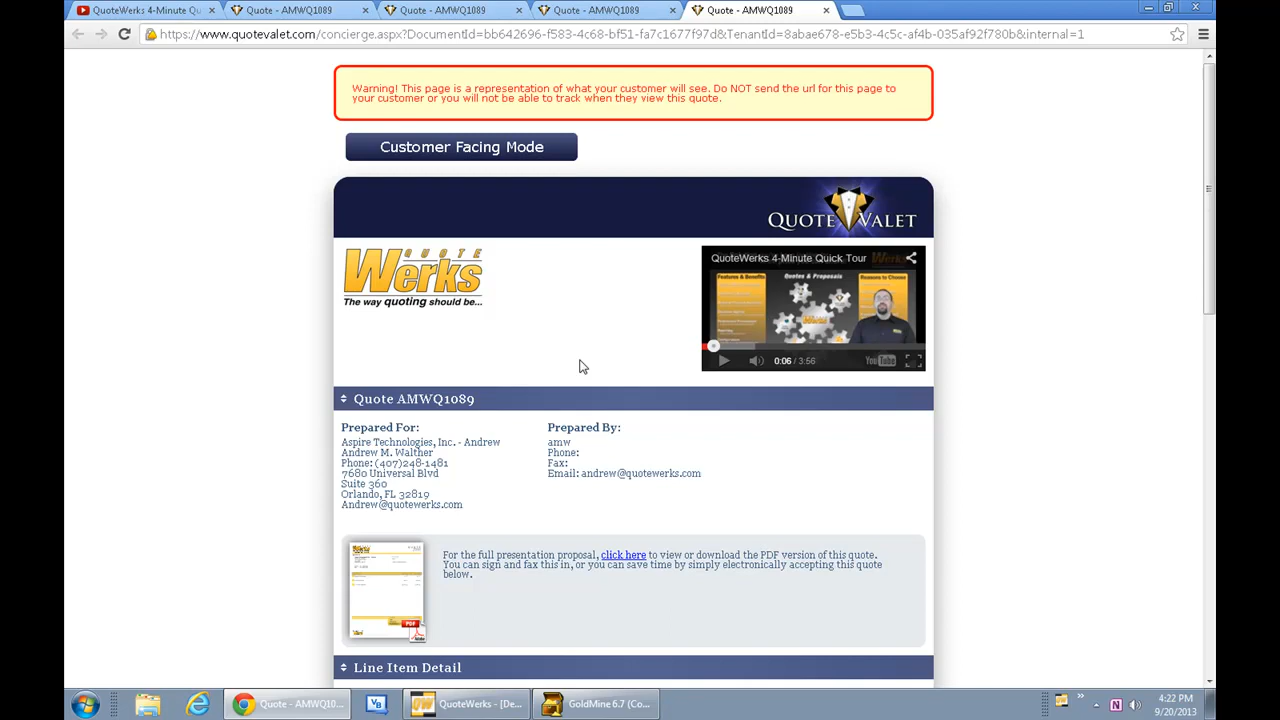 QuoteWerks 4-Minute Qu
Quote - AMWQ1089
Quote - AMWQ1089
Quote - AMWQ1089
Quote - AMWQ1089
https://www.quotevalet.com/concierge.aspx?DocumentId=bb642696-f583-4c68-bf51-fa7c1677f97d&TenantId=8abae678-e5b3-4c5c-af4b-035af92f780b&internal=1
Warning! This page is a representation of what your customer will see. Do NOT send the url for this page to
your customer or you will not be able to track when they view this quote.
Customer Facing Mode
QUOTE VALET
QUOTE
Werks
The way quoting should be...
QuoteWerks 4-Minute Quick Tour
Features & Benefits
Quotes & Proposals
Reasons to Choose
0:06 / 3:56
YouTube
Quote AMWQ1089
Prepared For:
Aspire Technologies, Inc. - Andrew
Andrew M. Walther
Phone: (407)248-1481
7680 Universal Blvd
Suite 360
Orlando, FL 32819
Andrew@quotewerks.com
Prepared By:
amw
Phone:
Fax:
Email: andrew@quotewerks.com
PDF
For the full presentation proposal, click here to view or download the PDF version of this quote.
You can sign and fax this in, or you can save time by simply electronically accepting this quote
below.
Line Item Detail
Quote - AMWQ10...
QuoteWerks - [De...
GoldMine 6.7 (Co...
4:22 PM
9/20/2013